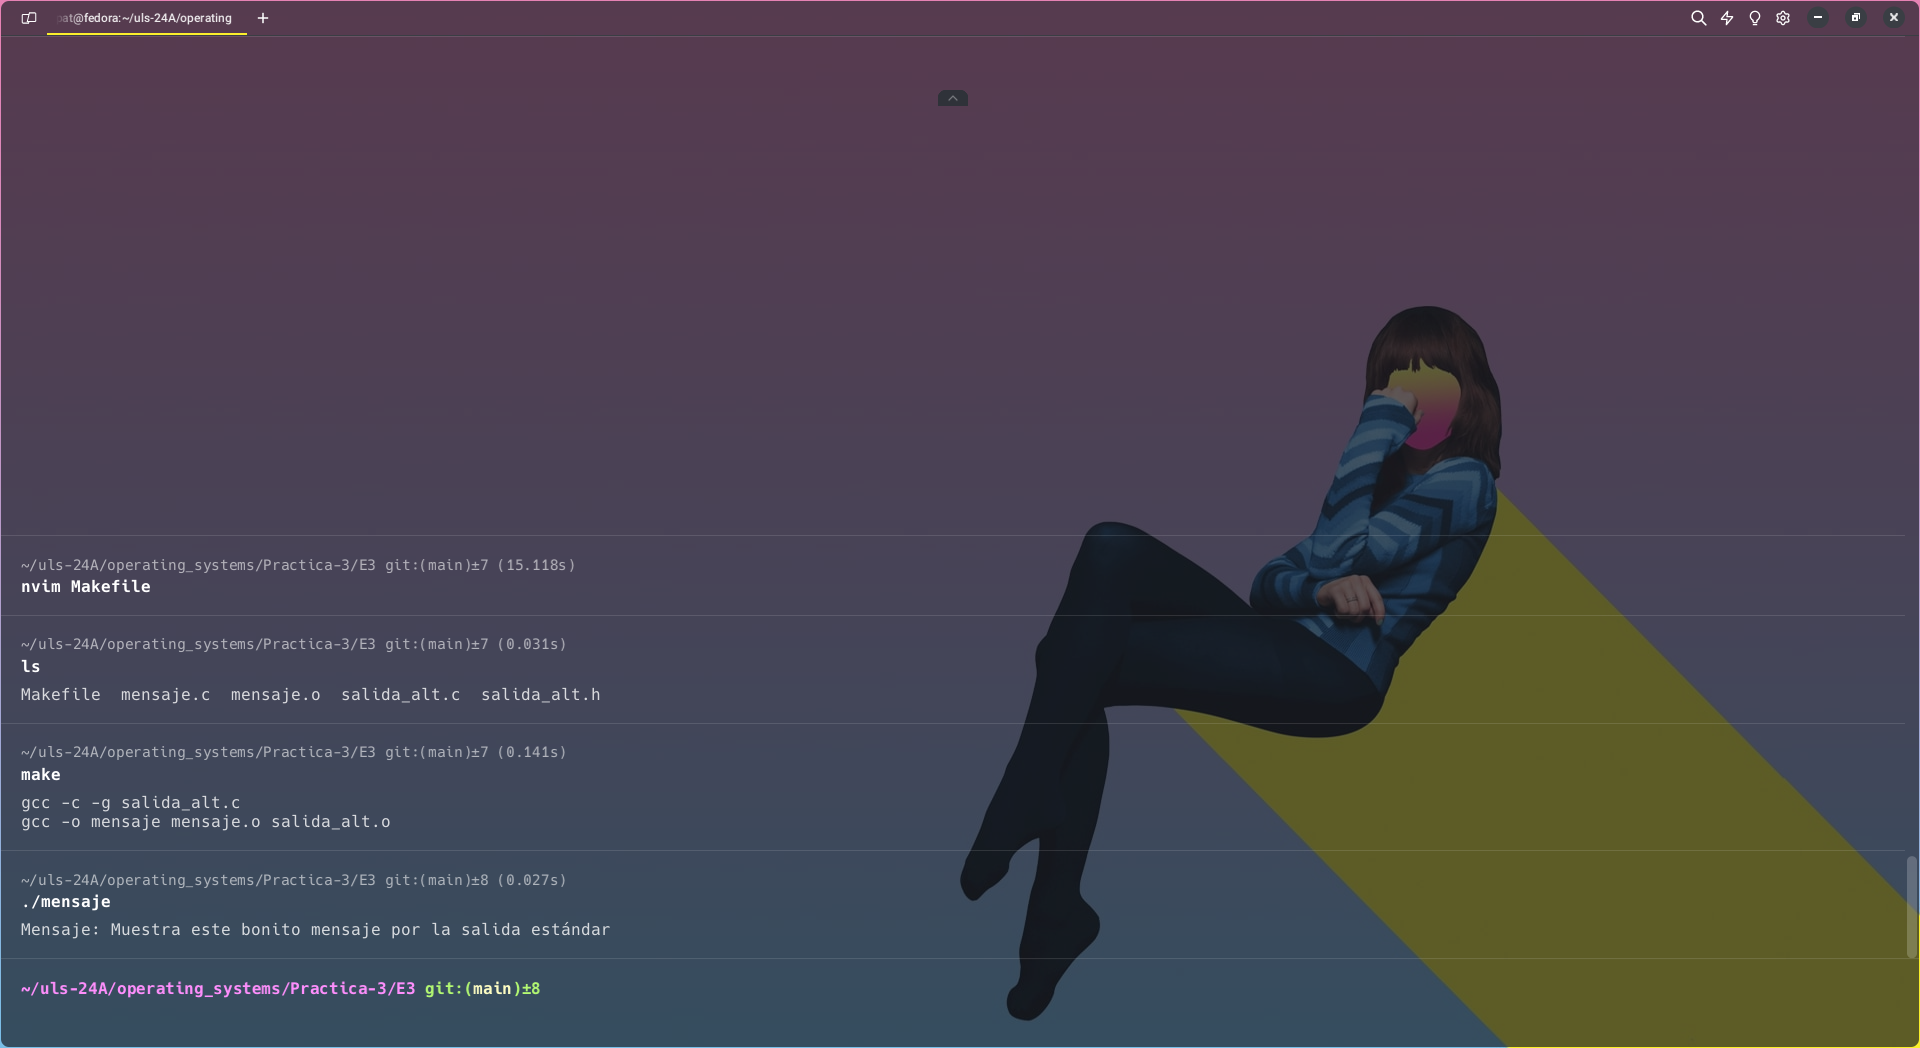 at@fedora:~/uls-24A/operating
~/uls-24A/operating_systems/Practica-3/E3 git:(main)±7 (15.118s)
nvim Makefile
~/uls-24A/operating_systems/Practica-3/E3 git:(main)±7 (0.031s)
ls
Makefile  mensaje.c  mensaje.o  salida_alt.c  salida_alt.h
~/uls-24A/operating_systems/Practica-3/E3 git:(main)±7 (0.141s)
make
gcc -c -g salida_alt.c
gcc -o mensaje mensaje.o salida_alt.o
~/uls-24A/operating_systems/Practica-3/E3 git:(main)±8 (0.027s)
./mensaje
Mensaje: Muestra este bonito mensaje por la salida estándar
~/uls-24A/operating_systems/Practica-3/E3 git:(main)±8